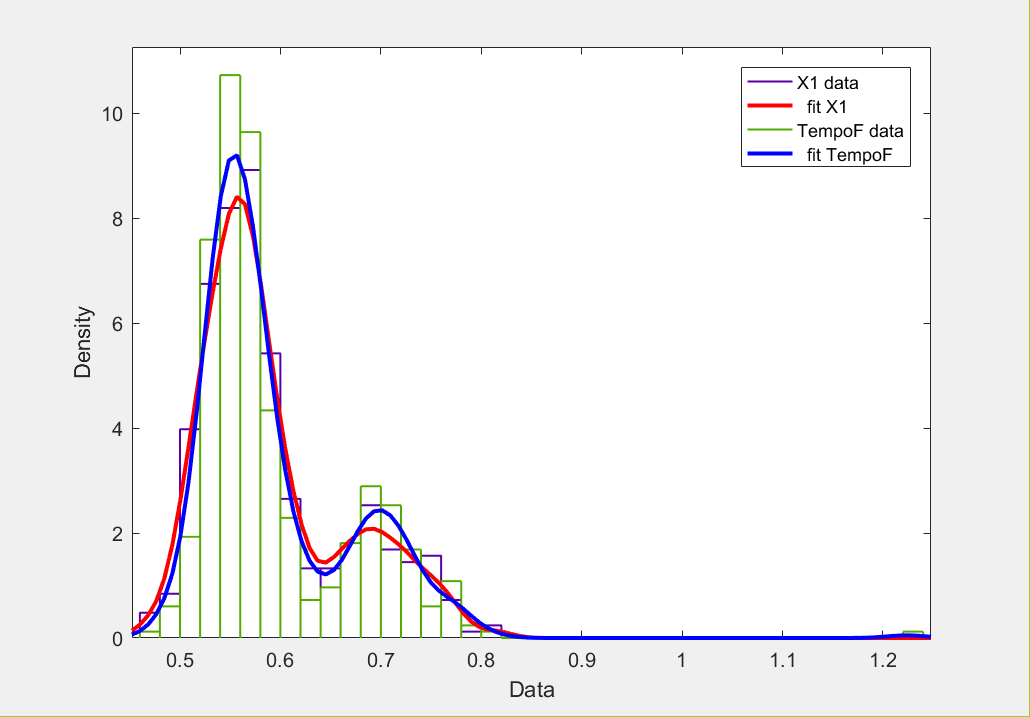 X1 data
fit X1
TempoF data
fit TempoF
10
8
6
4
2
0
Density
0.5 0.6 0.7 0.8 0.9 1 1.1 1.2
Data